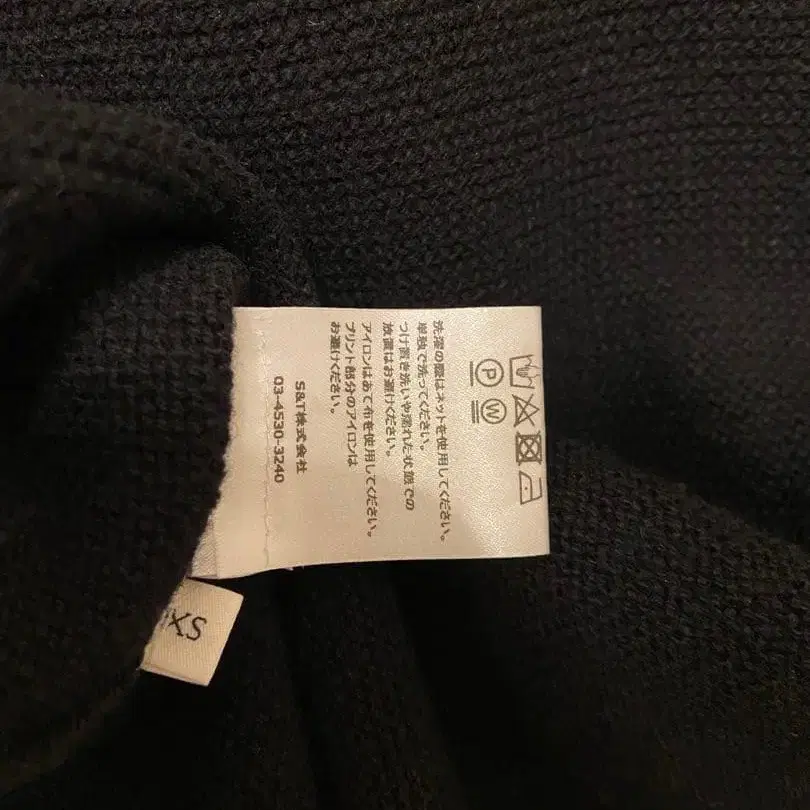 Ⓟ Ⓦ
洗濯の際はネットを使用してください。
単独で洗ってください。
つけ置き洗いや濡れた状態での
放置はお避けください。
アイロンはあて布を使用してください。
プリント部分のアイロンは
お避けください。
S&T株式会社
03-4530-3240
XS